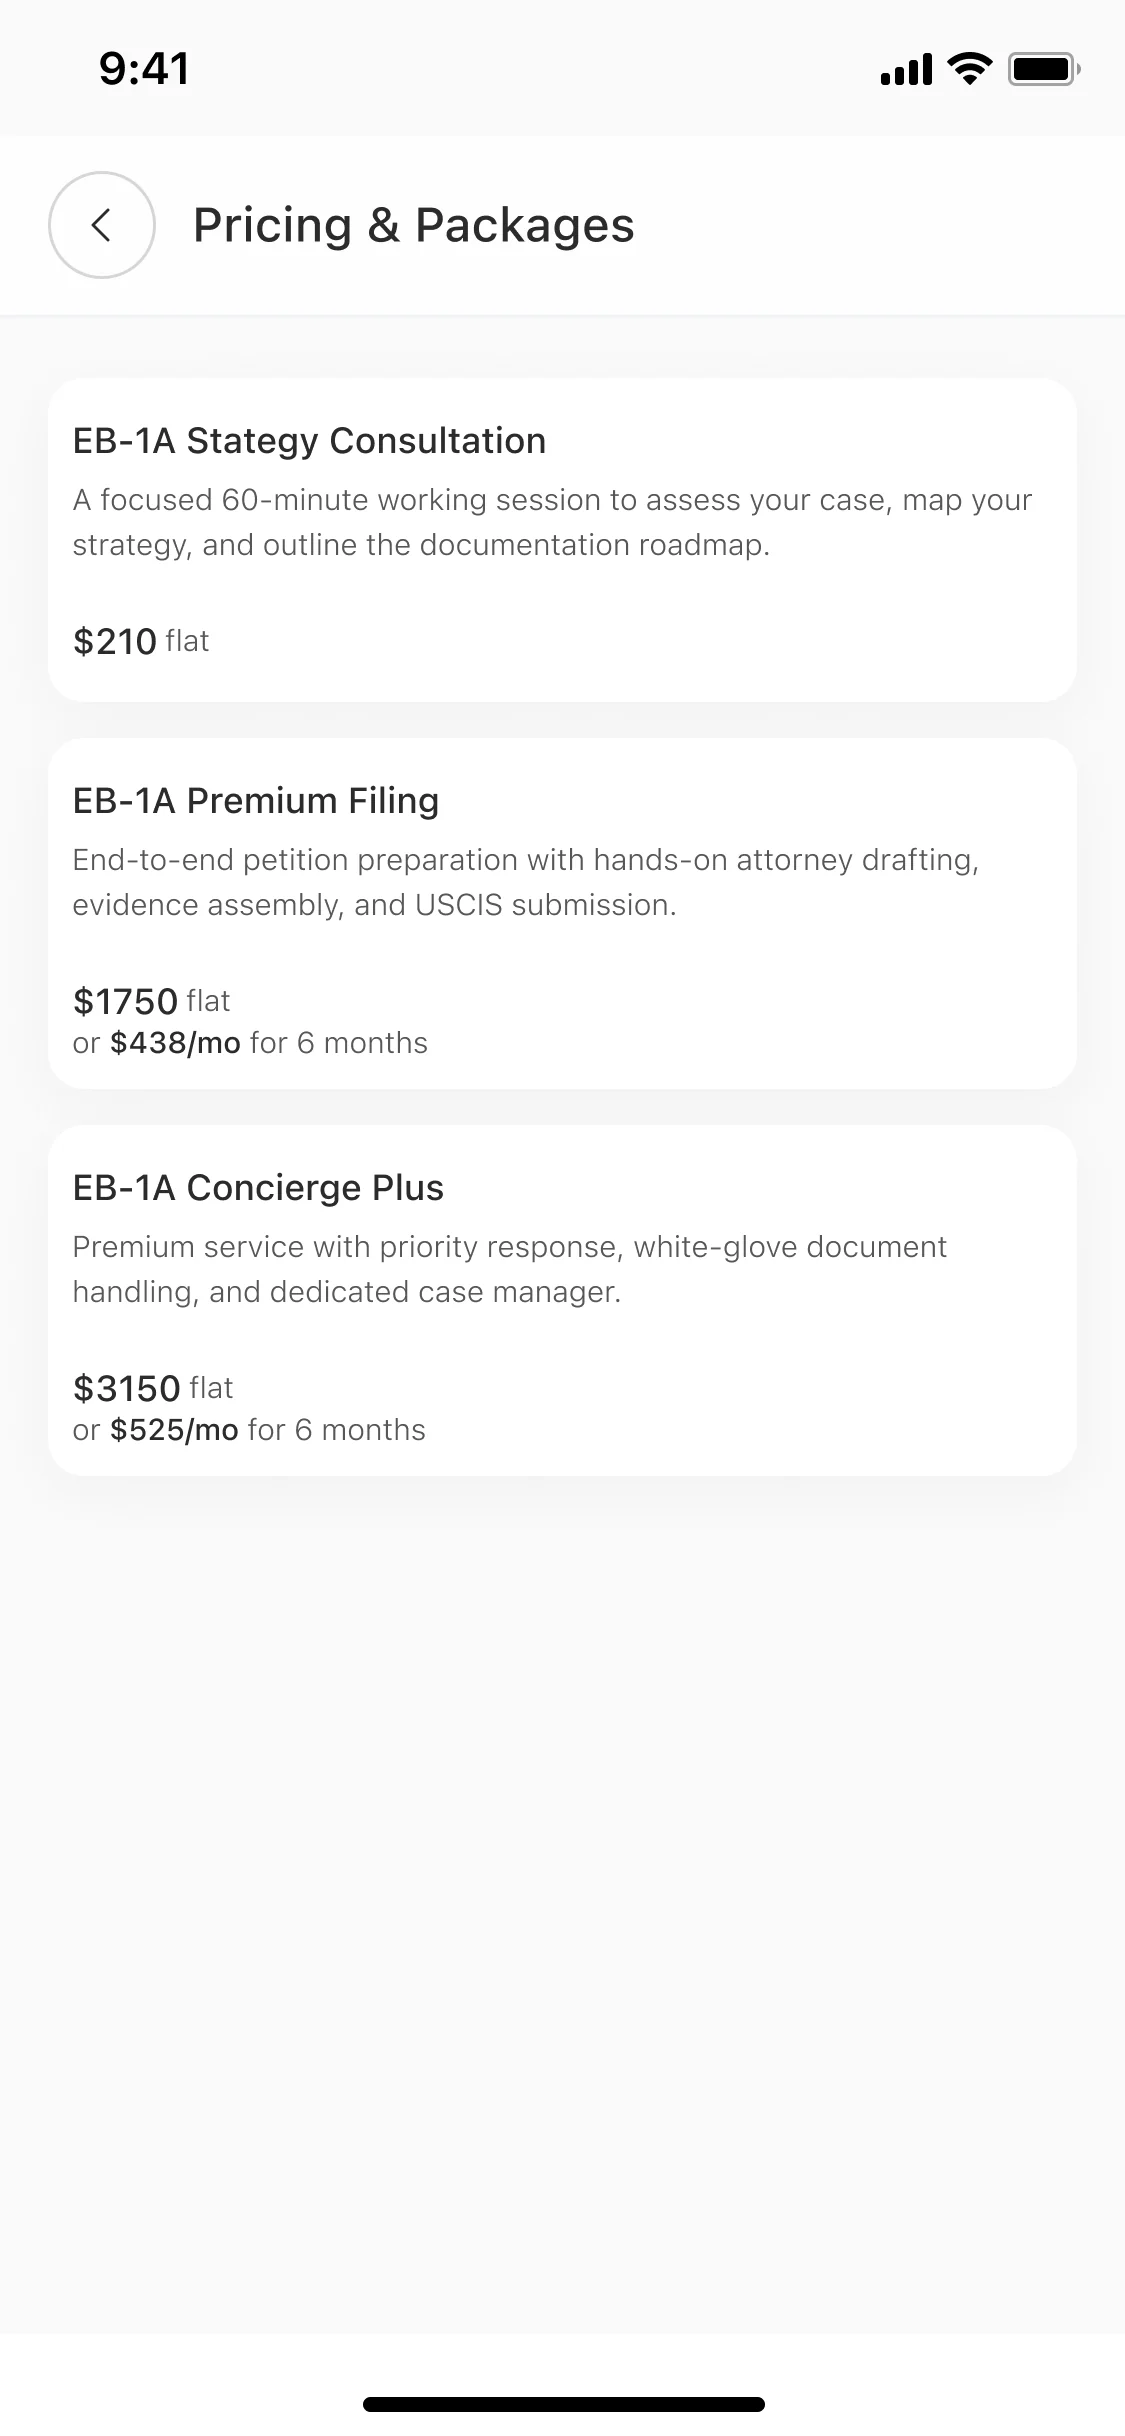 9:41
Pricing & Packages
EB-1A Stategy Consultation
A focused 60-minute working session to assess your case, map your
strategy, and outline the documentation roadmap.
$210 flat
EB-1A Premium Filing
End-to-end petition preparation with hands-on attorney drafting,
evidence assembly, and USCIS submission.
$1750 flat
or $438/mo for 6 months
EB-1A Concierge Plus
Premium service with priority response, white-glove document
handling, and dedicated case manager.
$3150 flat
or $525/mo for 6 months